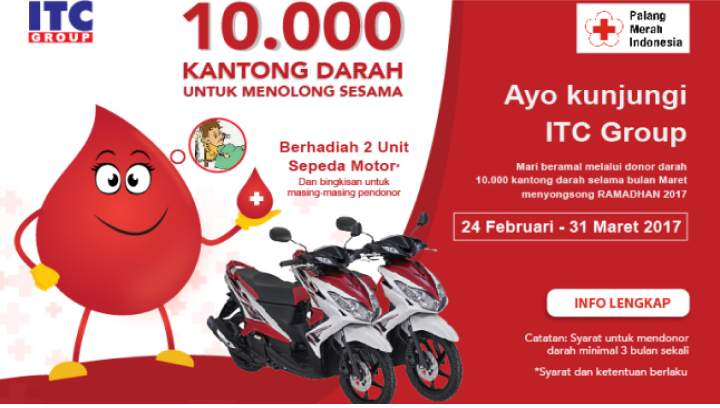 ITC
GROUP
10.000
KANTONG DARAH
UNTUK MENOLONG SESAMA
Berhadiah 2 Unit
Sepeda Motor*
Dan bingkisan untuk
masing-masing pendonor
Palang
Merah
Indonesia
Ayo kunjungi
ITC Group
Mari beramal melalui donor darah
10.000 kantong darah selama bulan Maret
menyongsong RAMADHAN 2017
24 Februari - 31 Maret 2017
INFO LENGKAP
Catatan: Syarat untuk mendonor
darah minimal 3 bulan sekali
*Syarat dan ketentuan berlaku